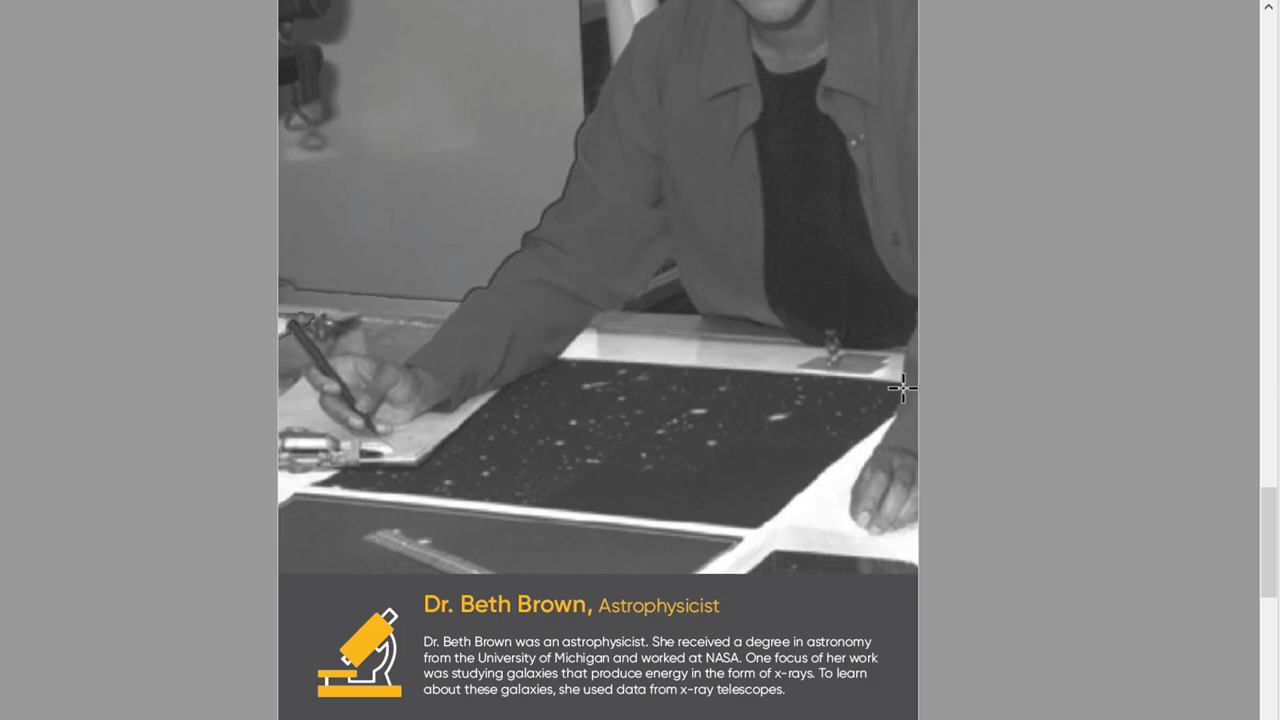 Dr. Beth Brown, Astrophysicist
Dr. Beth Brown was an astrophysicist. She received a degree in astronomy
from the University of Michigan and worked at NASA. One focus of her work
was studying galaxies that produce energy in the form of x-rays. To learn
about these galaxies, she used data from x-ray telescopes.